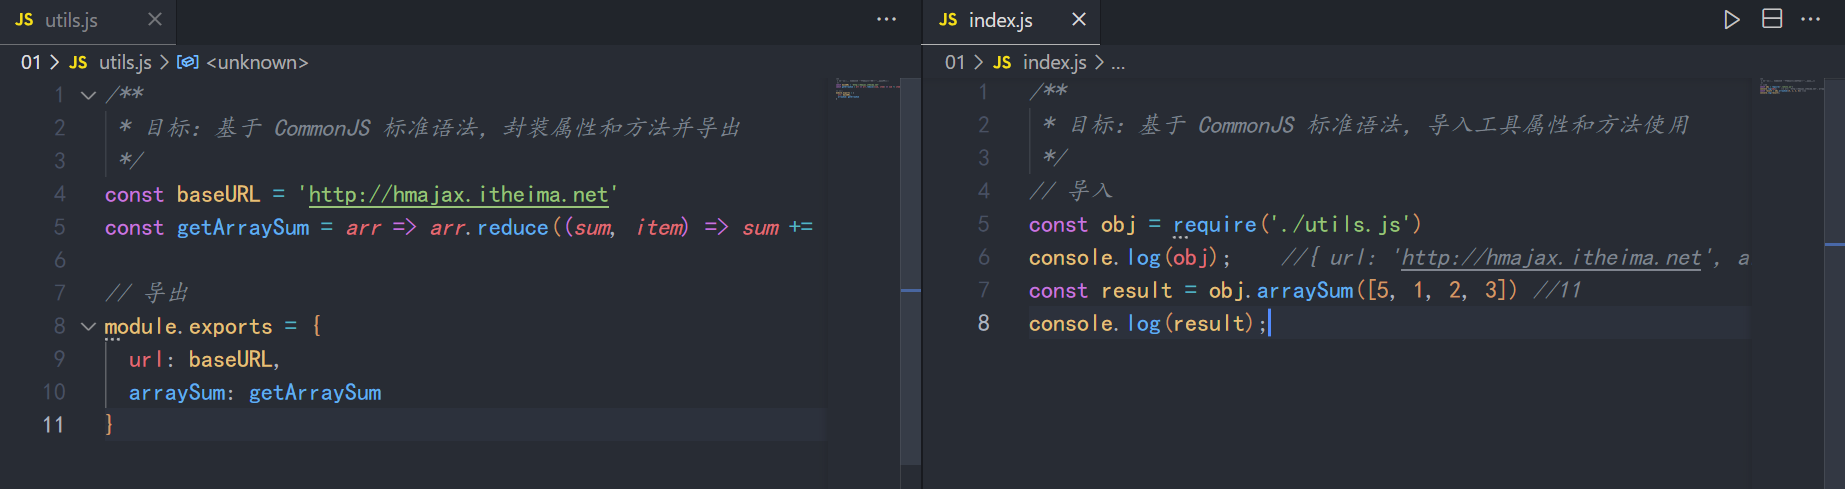 JS utils.js
01 > JS utils.js > <unknown>
1 /**
2 * 目标: 基于 CommonJS 标准语法, 封装属性和方法并导出
3 */
4 const baseURL = 'http://hmajax.itheima.net'
5 const getArraySum = arr => arr.reduce((sum, item) => sum +=
6
7 // 导出
8 module.exports = {
9 url: baseURL,
10 arraySum: getArraySum
11 }
JS index.js
01 > JS index.js > ...
1 /**
2 * 目标: 基于 CommonJS 标准语法, 导入工具属性和方法使用
3 */
4 // 导入
5 const obj = require('./utils.js')
6 console.log(obj); //{ url: 'http://hmajax.itheima.net', a
7 const result = obj.arraySum([5, 1, 2, 3]) //11
8 console.log(result);